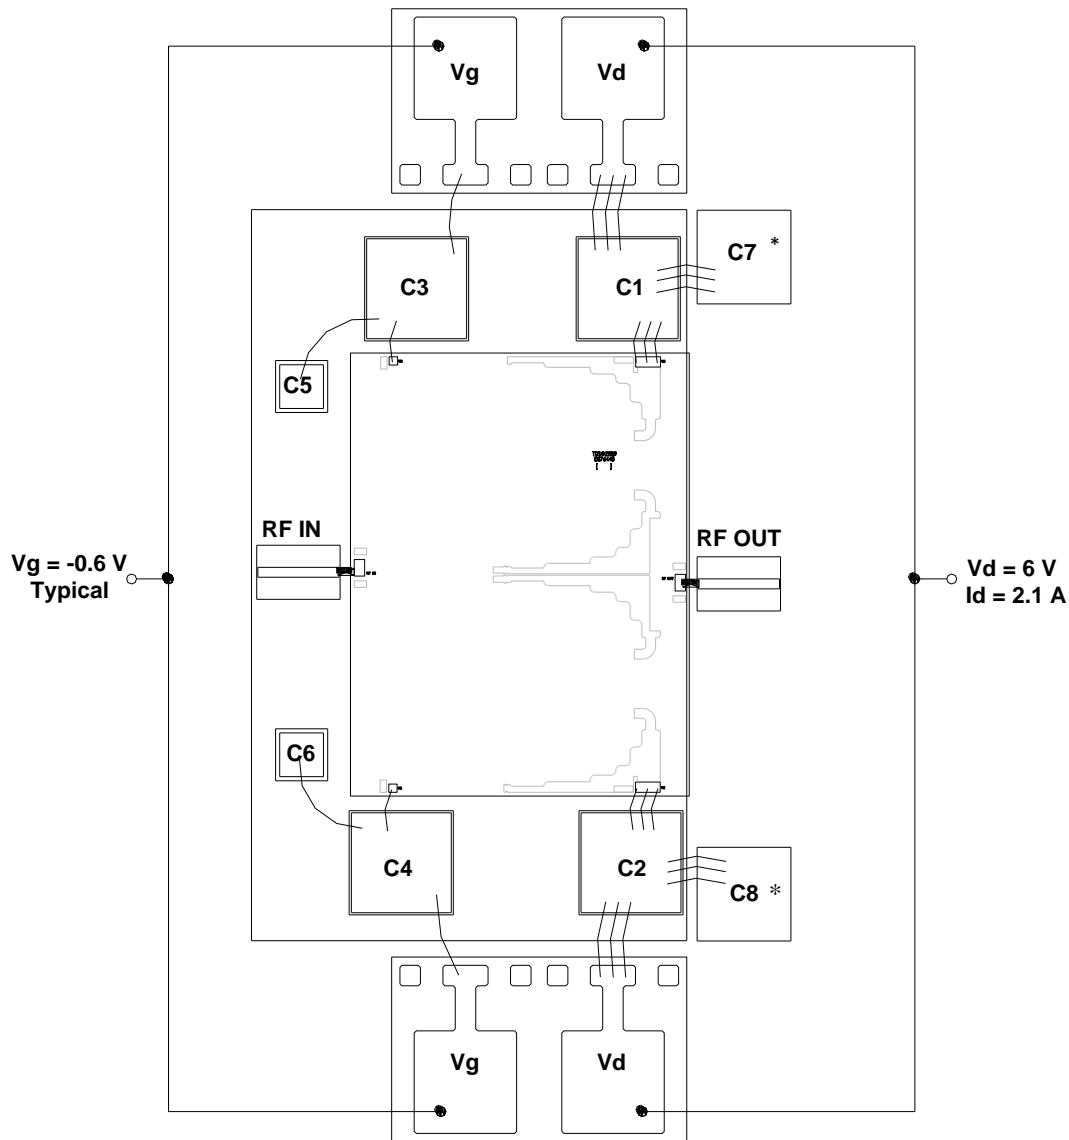 Vg
Vd
C7 *
C3
C1
C5
RF IN
RF OUT
Vg = -0.6 V
Typical
Vd = 6 V
Id = 2.1 A
C6
C4
C2
C8 *
Vg
Vd